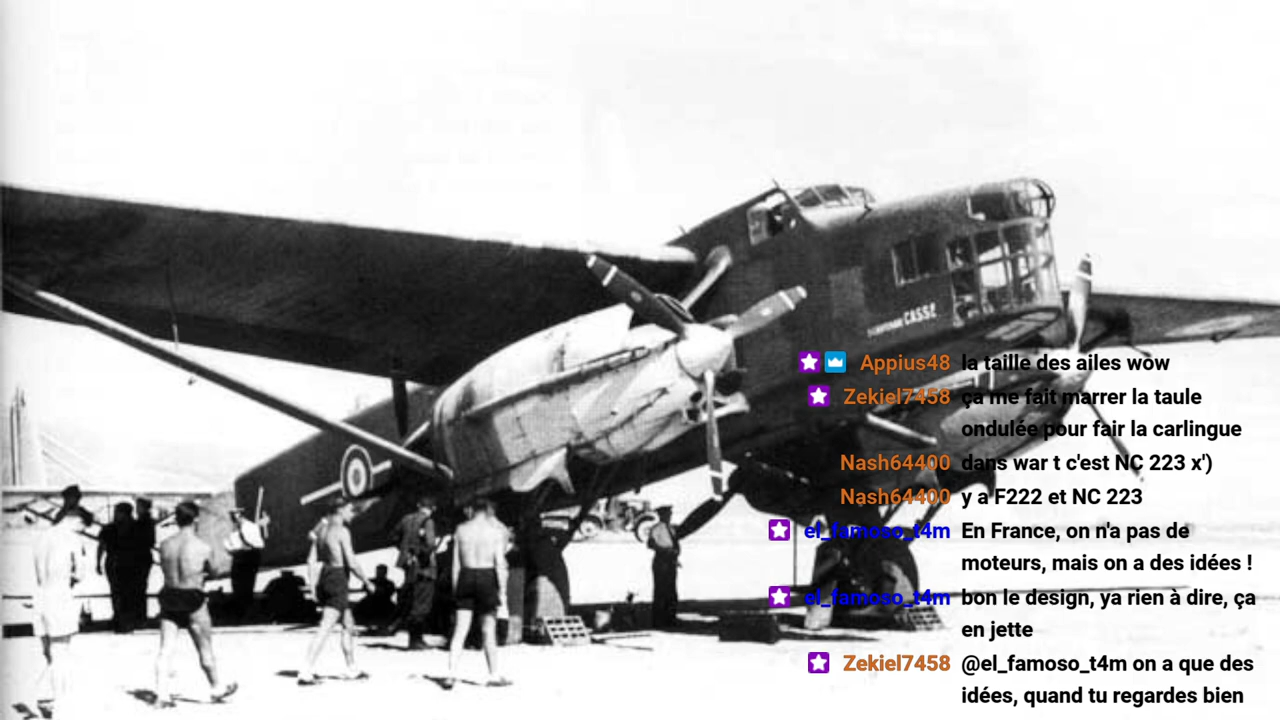 CASSE
Appius48 la taille des ailes wow
Zekiel7458 ça me fait marrer la taule
ondulée pour fair la carlingue
Nash64400 dans war t c'est NC 223 x')
Nash64400 y a F222 et NC 223
el_famoso_t4m En France, on n'a pas de
moteurs, mais on a des idées !
el_famoso_t4m bon le design, ya rien à dire, ça
en jette
Zekiel7458 @el_famoso_t4m on a que des
idées, quand tu regardes bien